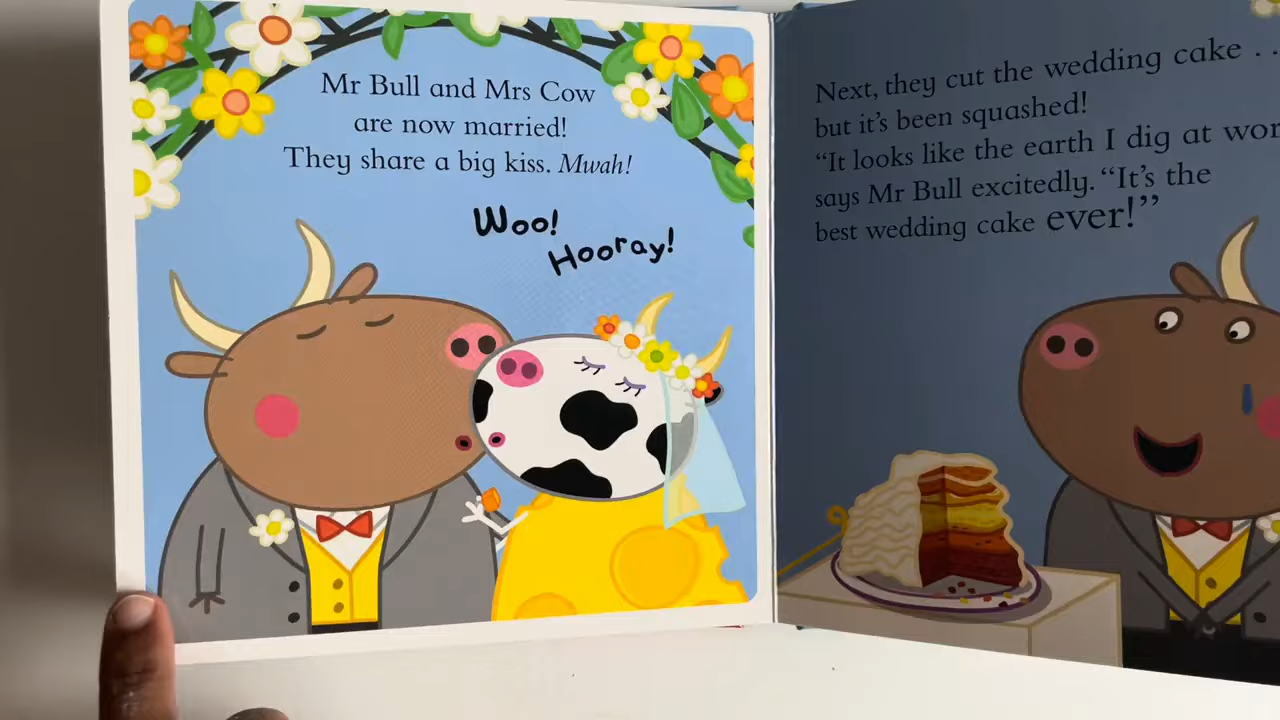 Mr Bull and Mrs Cow
are now married!
They share a big kiss. Mwah!
Woo!
Hooray!
Next, they cut the wedding cake . .
but it's been squashed!
"It looks like the earth I dig at
says Mr Bull excitedly. "It's the
best wedding cake ever!"